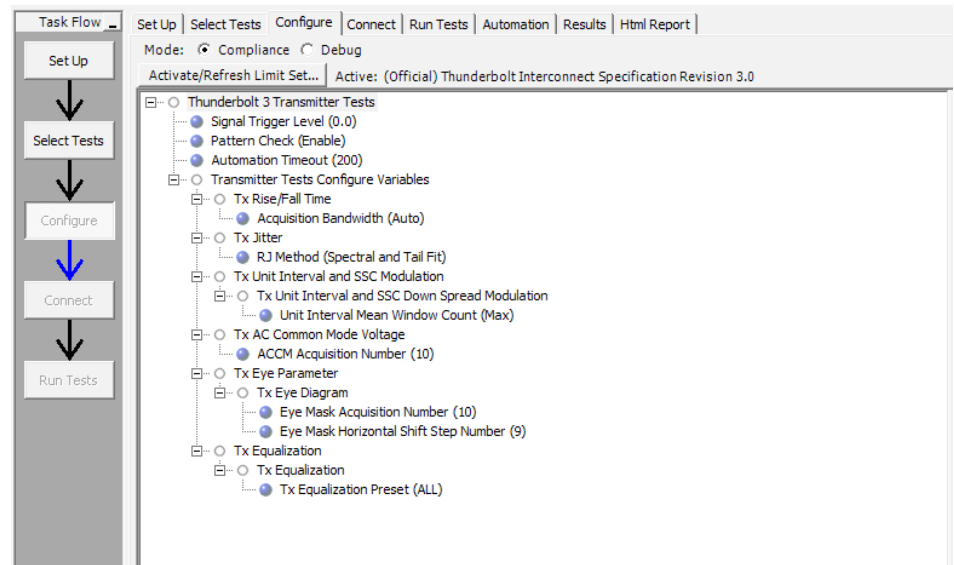 Task Flow
Set Up
Select Tests
Configure
Connect
Run Tests
Set Up Select Tests Configure Connect Run Tests Automation Results Html Report
Mode: Compliance Debug
Activate/Refresh Limit Set... Active: (Official) Thunderbolt Interconnect Specification Revision 3.0
Thunderbolt 3 Transmitter Tests
Signal Trigger Level (0.0)
Pattern Check (Enable)
Automation Timeout (200)
Transmitter Tests Configure Variables
Tx Rise/Fall Time
Acquisition Bandwidth (Auto)
Tx Jitter
RJ Method (Spectral and Tail Fit)
Tx Unit Interval and SSC Modulation
Tx Unit Interval and SSC Down Spread Modulation
Unit Interval Mean Window Count (Max)
Tx AC Common Mode Voltage
ACCM Acquisition Number (10)
Tx Eye Parameter
Tx Eye Diagram
Eye Mask Acquisition Number (10)
Eye Mask Horizontal Shift Step Number (9)
Tx Equalization
Tx Equalization
Tx Equalization Preset (ALL)